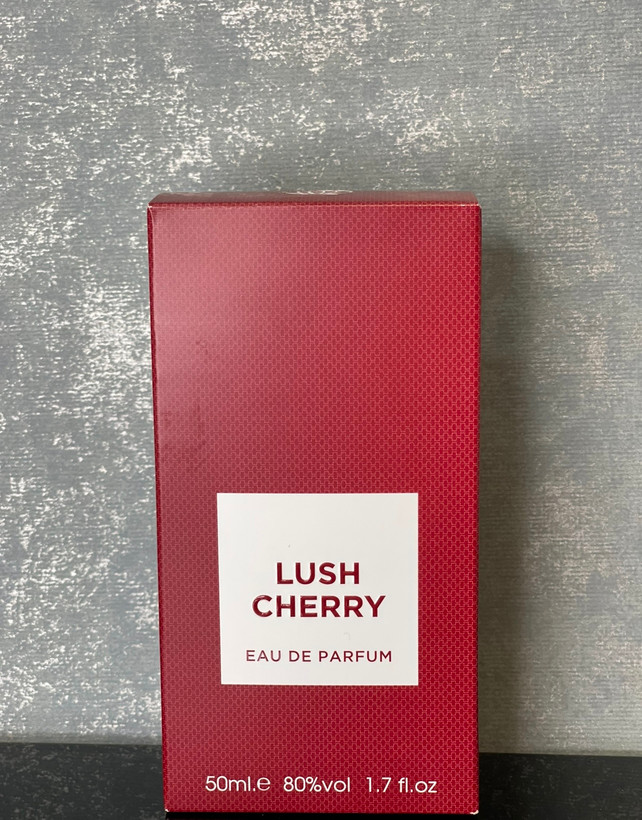 LUSH
CHERRY
EAU DE PARFUM
50ml.e 80%vol 1.7 fl.oz